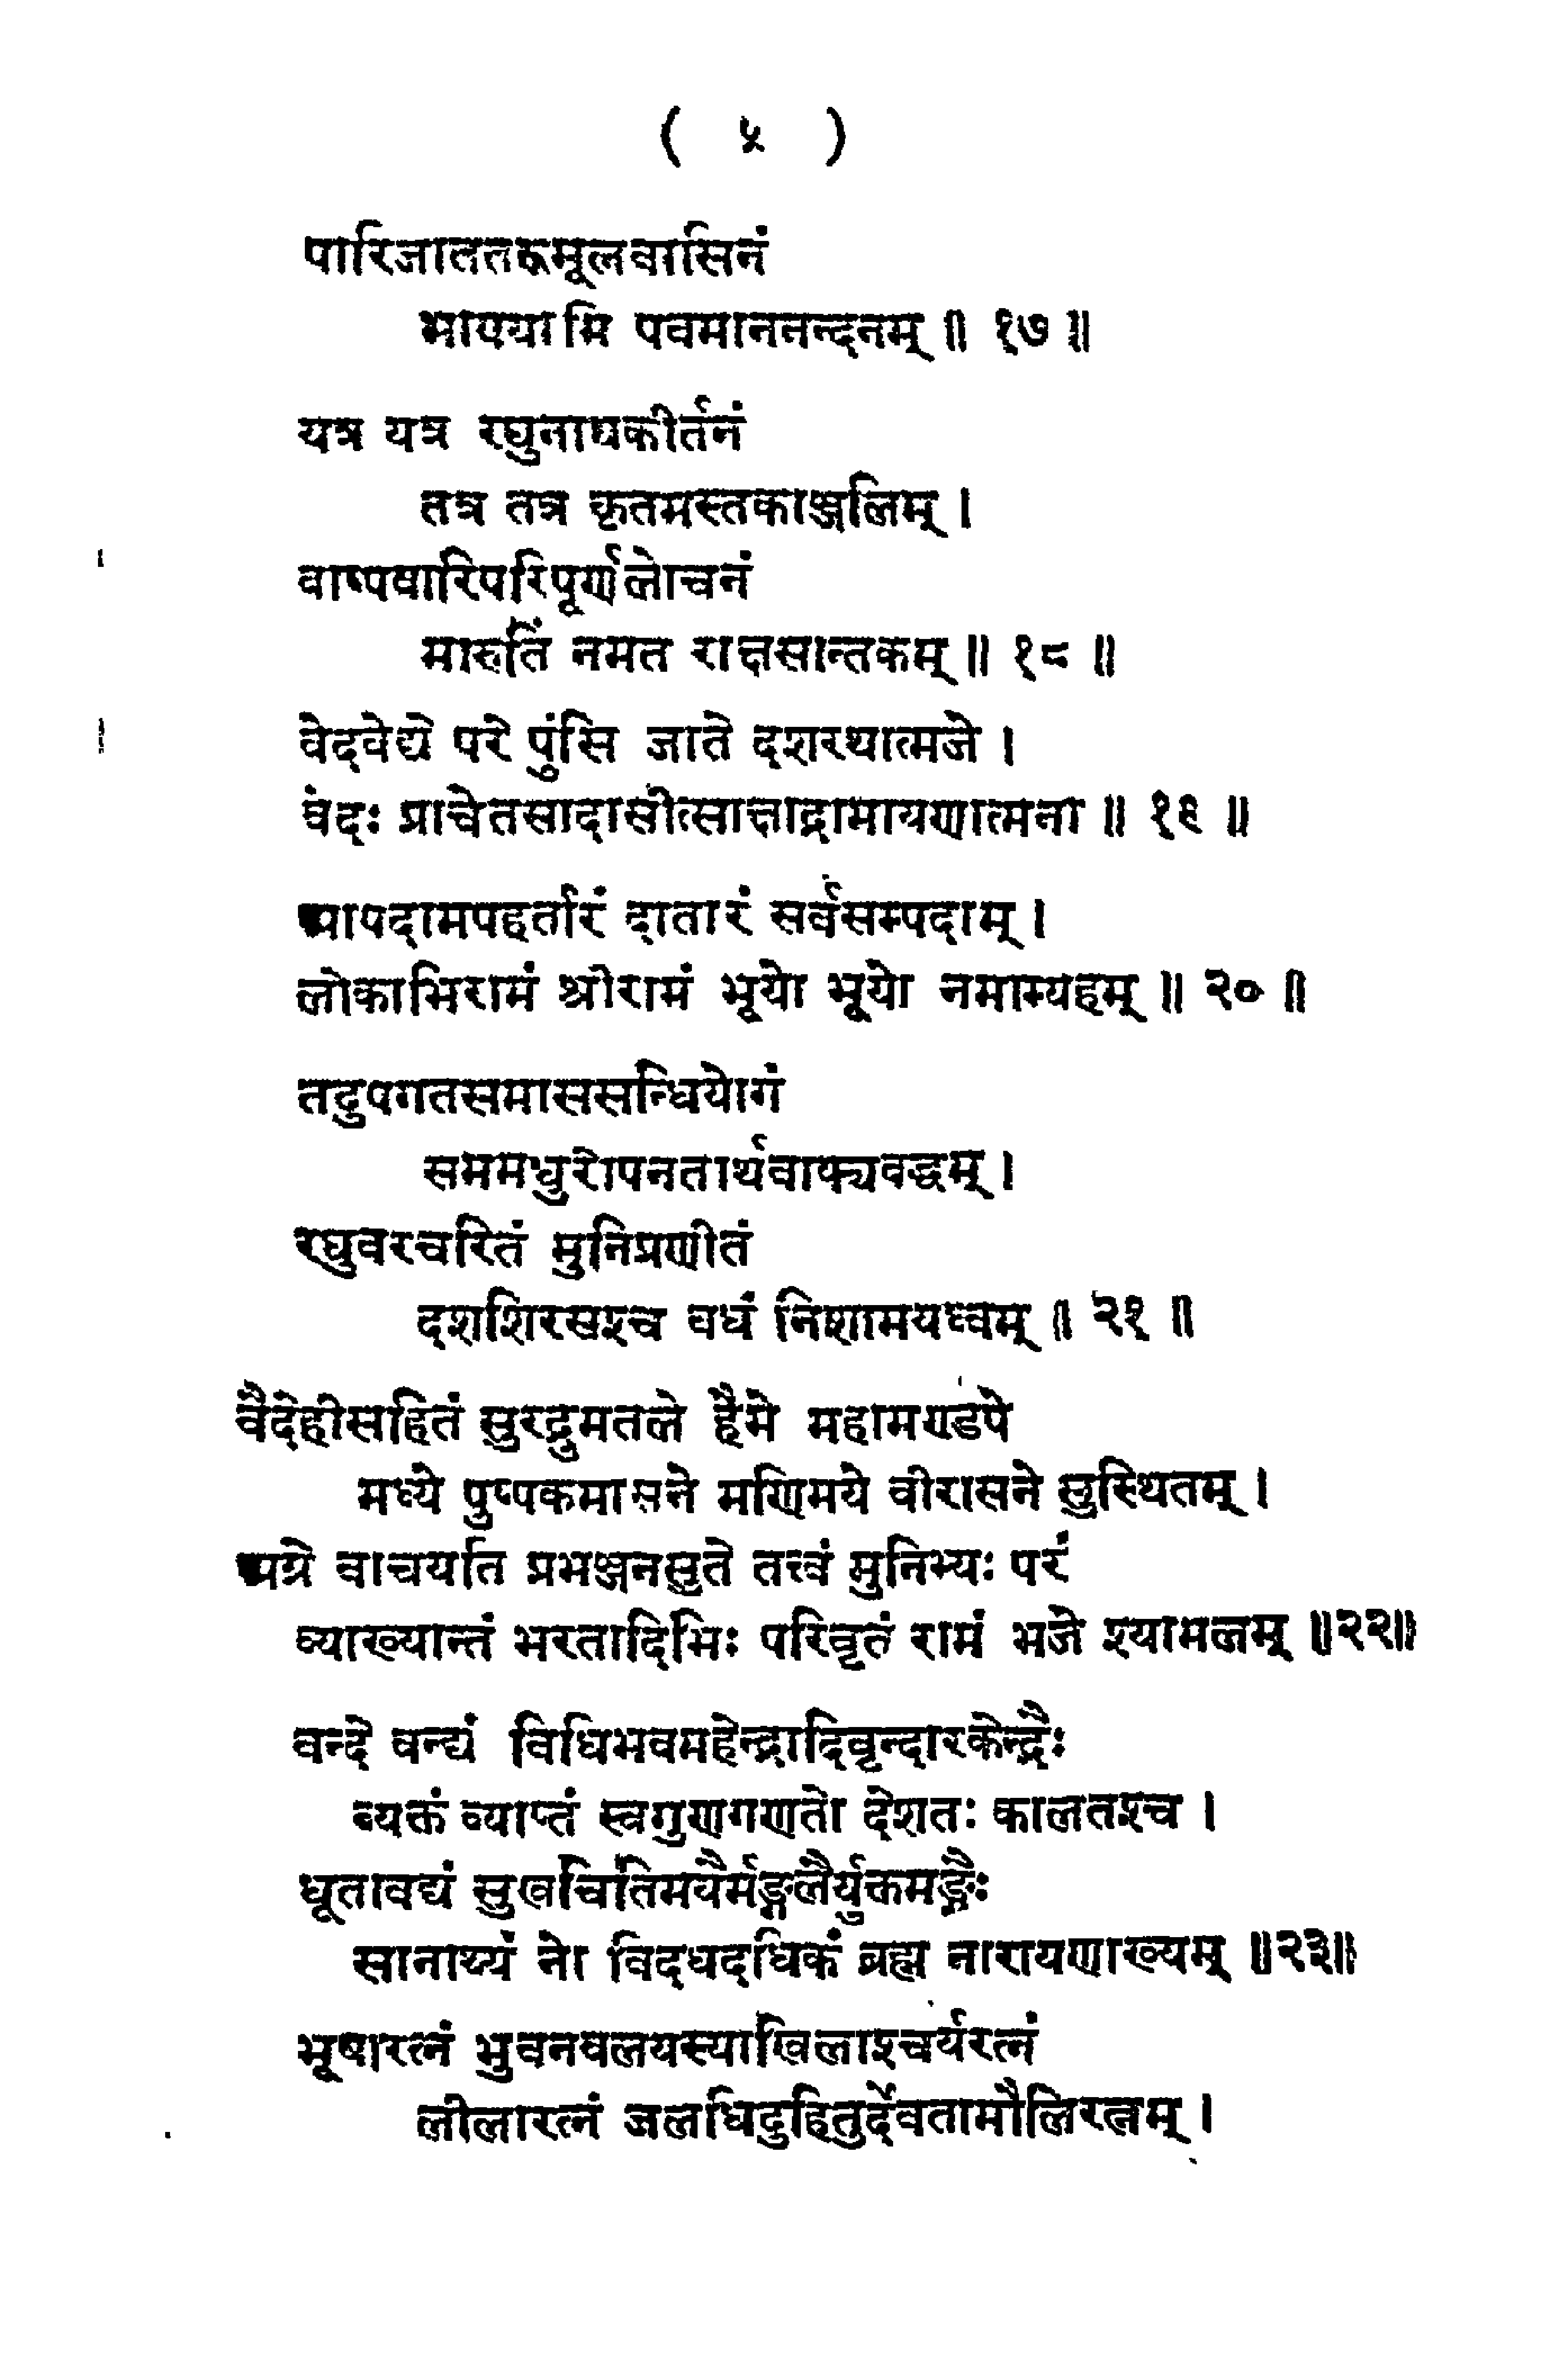 ( ५ )
पारिजाततरुमूलवासिनं
भावयामि पवमाननन्दनम् ॥ १७ ॥
यत्र यत्र रघुनाथकीर्तनं
तत्र तत्र कृतमस्तकाञ्जलिम् ।
वाष्पवारिपरिपूर्णलोचनं
मारुतिं नमत राक्षसान्तकम् ॥ १८ ॥
वेदवेद्ये परे पुंसि जाते दशरथात्मजे ।
वेदः प्राचेतसादासीत्साक्षाद्रामायणात्मना ॥ १९ ॥
आपदामपहर्तारं दातारं सर्वसम्पदाम् ।
लोकाभिरामं श्रीरामं भूयो भूयो नमाम्यहम् ॥ २० ॥
तदुपगतसमाससन्धियोगं
सममधुरोपनतार्थवाक्यबद्धम् ।
रघुवरचरितं मुनिप्रणीतं
दशशिरसश्च वधं निशामयध्वम् ॥ २१ ॥
वैदेहीसहितं सुरद्रुमतले हैमे महामण्डपे
मध्ये पुष्पकमासने मणिमये वीरासने सुस्थितम् ।
अग्रे वाचयति प्रभञ्जनसुते तत्त्वं मुनिभ्यः परं
व्याख्यान्तं भरतादिभिः परिवृतं रामं भजे श्यामलम् ॥२२॥
वन्दे वन्द्यं विधिभवमहेन्द्रादिवृन्दारकेन्द्रैः
व्यक्तं व्याप्तं स्वगुणगणतो देशतः कालतश्च ।
धूतावद्यं सुखचितिमयैर्मङ्गलैर्युक्तमङ्गैः
सानाथ्यं नो विदधदधिकं ब्रह्म नारायणाख्यम् ॥२३॥
भूषारत्नं भुवनवलयस्याखिलाश्चर्यरत्नं
लीलारत्नं जलधिदुहितुर्देवतामौलिरत्नम् ।